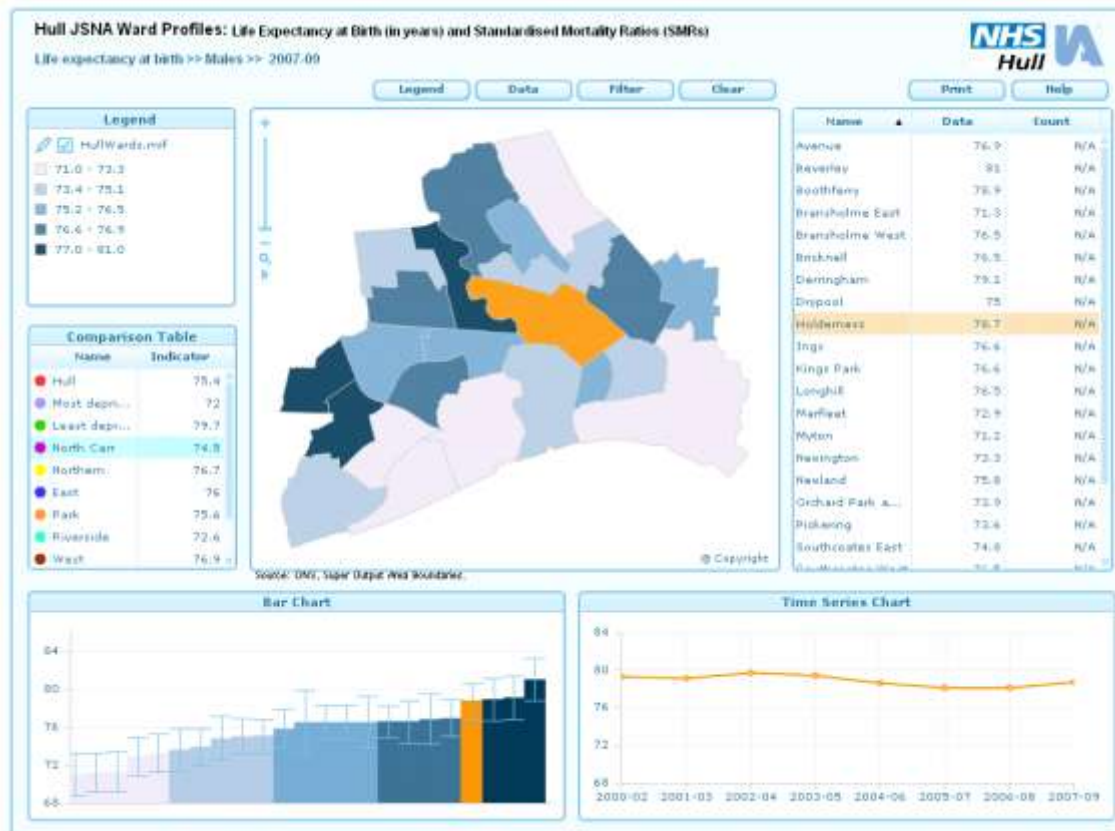 Hull JSNA Ward Profiles: Life Expectancy at Birth (in years) and Standardised Mortality Ratios (SMRs)
Life expectancy at birth >> Males >> 2007-09
NHS
Hull
Legend Data Filter Clear Print Help
Legend
HullWards.mif
71.0 - 73.3
73.4 - 75.1
75.2 - 76.5
76.6 - 76.9
77.0 - 81.0
Comparison Table
Name Indicator
Hull 75.4
Most depri... 72
Least depri... 79.7
North Carr 74.8
Northern 76.7
East 76
Park 75.6
Riverside 72.6
West 76.9
© Copyright
Source: ONS, Super Output Area Boundaries.
Name Data Count
Avenue 76.9 N/A
Beverley 81 N/A
Boothferry 78.9 N/A
Bransholme East 71.3 N/A
Bransholme West 76.5 N/A
Bricknell 76.5 N/A
Derringham N/A
Drypool 75 N/A
Holderness 78.7 N/A
Ings 76.6 N/A
Kings Park 76.6 N/A
Longhill 76.5 N/A
Marfleet 72.9 N/A
Myton N/A
Newington N/A
Newland 75.8 N/A
Orchard Park a... 73.9 N/A
Pickering 73.6 N/A
Southcoates East 74.8 N/A
Bar Chart
84
80
76
72
68
Time Series Chart
84
80
76
72
68
2000-02 2001-03 2002-04 2003-05 2004-06 2005-07 2006-08 2007-09